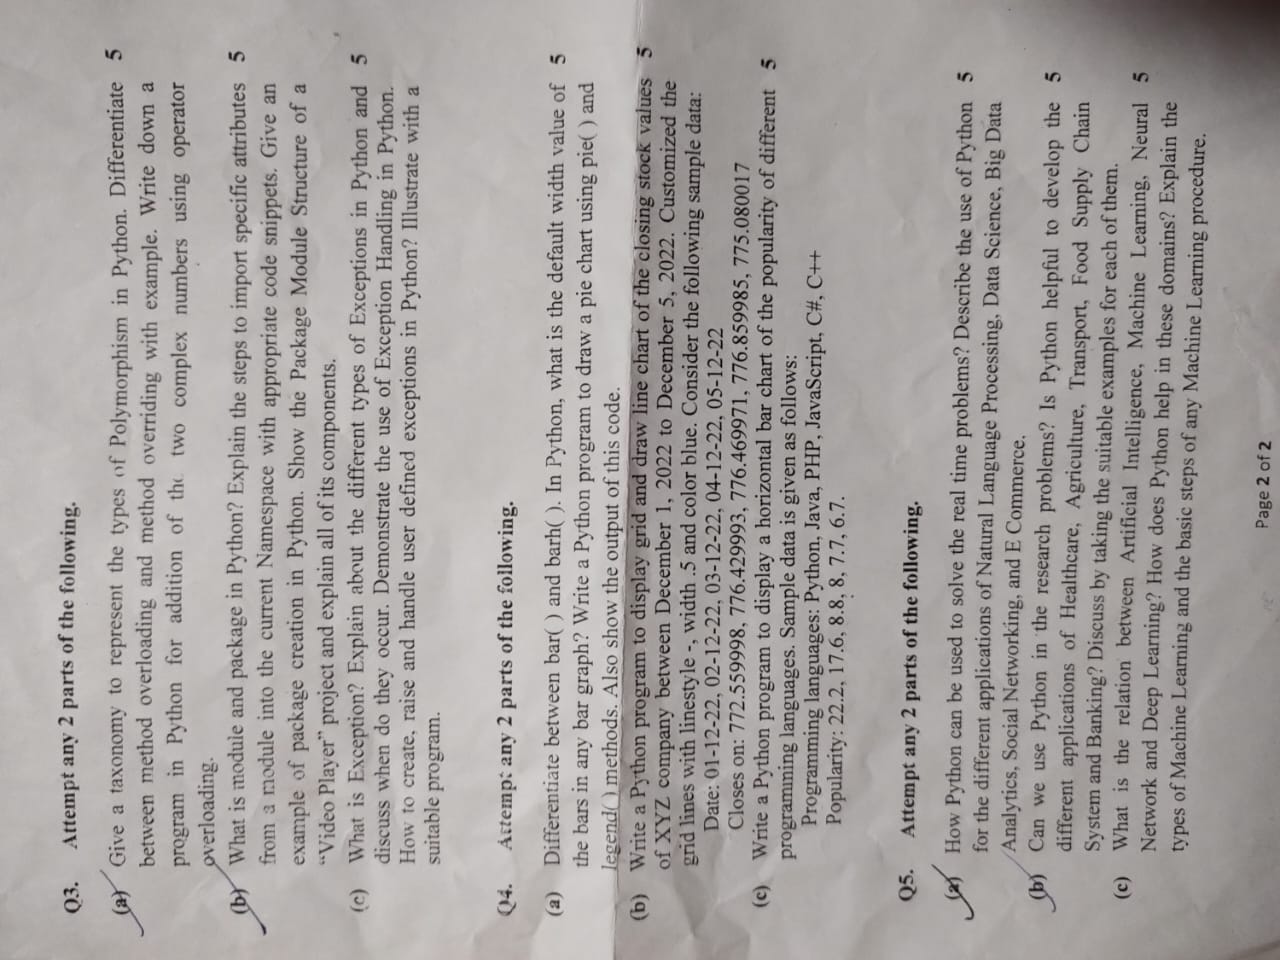 Q3. Attempt any 2 parts of the following.
(a) Give a taxonomy to represent the types of Polymorphism in Python. Differentiate 5
between method overloading and method overriding with example. Write down a
program in Python for addition of the two complex numbers using operator
overloading.
(b) What is module and package in Python? Explain the steps to import specific attributes 5
from a module into the current Namespace with appropriate code snippets. Give an
example of package creation in Python. Show the Package Module Structure of a
“Video Player” project and explain all of its components.
(c) What is Exception? Explain about the different types of Exceptions in Python and 5
discuss when do they occur. Demonstrate the use of Exception Handling in Python.
How to create, raise and handle user defined exceptions in Python? Illustrate with a
suitable program.
Q4. Attempt any 2 parts of the following.
(a) Differentiate between bar( ) and barh( ). In Python, what is the default width value of 5
the bars in any bar graph? Write a Python program to draw a pie chart using pie( ) and
legend( ) methods. Also show the output of this code.
(b) Write a Python program to display grid and draw line chart of the closing stock values 5
of XYZ company between December 1, 2022 to December 5, 2022. Customized the
grid lines with linestyle -, width .5 and color blue. Consider the following sample data:
Date: 01-12-22, 02-12-22, 03-12-22, 04-12-22, 05-12-22
Closes on: 772.559998, 776.429993, 776.469971, 776.859985, 775.080017
(c) Write a Python program to display a horizontal bar chart of the popularity of different 5
programming languages. Sample data is given as follows:
Programming languages: Python, Java, PHP, JavaScript, C#, C++
Popularity: 22.2, 17.6, 8.8, 8, 7.7, 6.7.
Q5. Attempt any 2 parts of the following.
(a) How Python can be used to solve the real time problems? Describe the use of Python 5
for the different applications of Natural Language Processing, Data Science, Big Data
Analytics, Social Networking, and E Commerce.
(b) Can we use Python in the research problems? Is Python helpful to develop the 5
different applications of Healthcare, Agriculture, Transport, Food Supply Chain
System and Banking? Discuss by taking the suitable examples for each of them.
(c) What is the relation between Artificial Intelligence, Machine Learning, Neural 5
Network and Deep Learning? How does Python help in these domains? Explain the
types of Machine Learning and the basic steps of any Machine Learning procedure.
Page 2 of 2